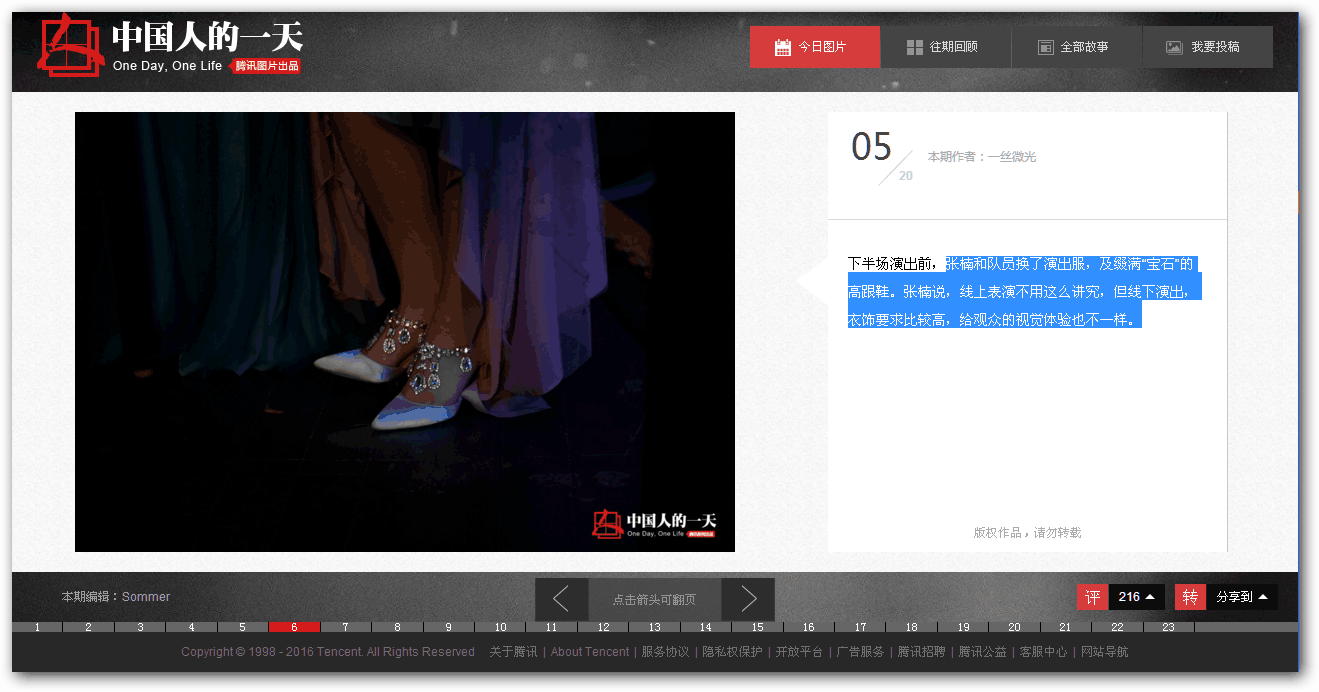 中国人的一天
One Day, One Life 腾讯图片出品
今日图片
往期回顾
全部故事
我要投稿
05
20
本期作者：一丝微光
下半场演出前，张楠和队员换了演出服，及缀满“宝石”的
高跟鞋。张楠说，线上表演不用这么讲究，但线下演出，
衣饰要求比较高，给观众的视觉体验也不一样。
中国人的一天
One Day, One Life
版权作品，请勿转载
本期编辑：Sommer
点击箭头可翻页
评 216
转 分享到
1 2 3 4 5 6 7 8 9 10 11 12 13 14 15 16 17 18 19 20 21 22 23
Copyright © 1998 - 2016 Tencent. All Rights Reserved 关于腾讯 | About Tencent | 服务协议 | 隐私权保护 | 开放平台 | 广告服务 | 腾讯招聘 | 腾讯公益 | 客服中心 | 网站导航